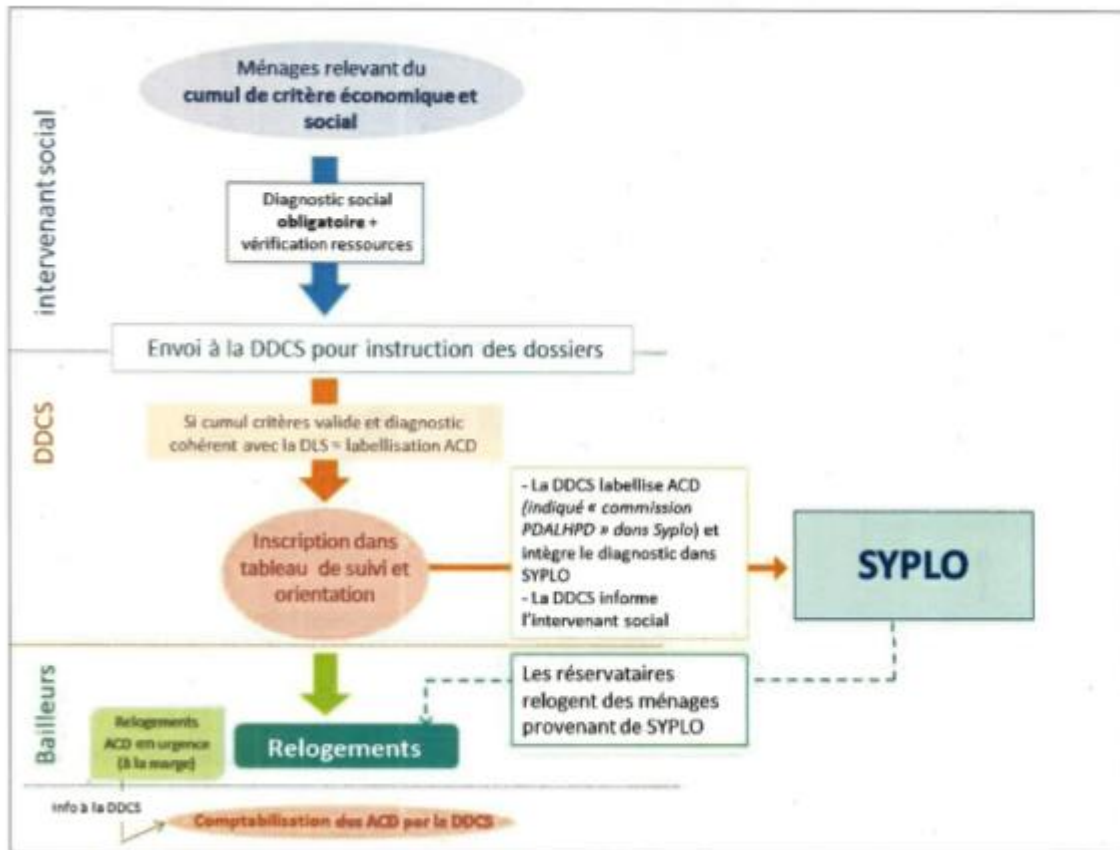 intervenant social
Ménages relevant du
cumul de critère économique et
social
Diagnostic social
obligatoire +
vérification ressources
Envoi à la DDCS pour instruction des dossiers
DDCS
Si cumul critères valide et diagnostic
cohérent avec la DLS = labellisation ACD
Inscription dans
tableau de suivi et
orientation
- La DDCS labellise ACD
(indiqué « commission
PDALHPD » dans Syplo) et
intègre le diagnostic dans
SYPLO
- La DDCS informe
l'intervenant social
SYPLO
Bailleurs
Les réservataires
relogent des ménages
provenant de SYPLO
Relogements
ACD en urgence
(à la marge)
Relogements
Info à la DDCS
Comptabilisation des ACD par la DDCS